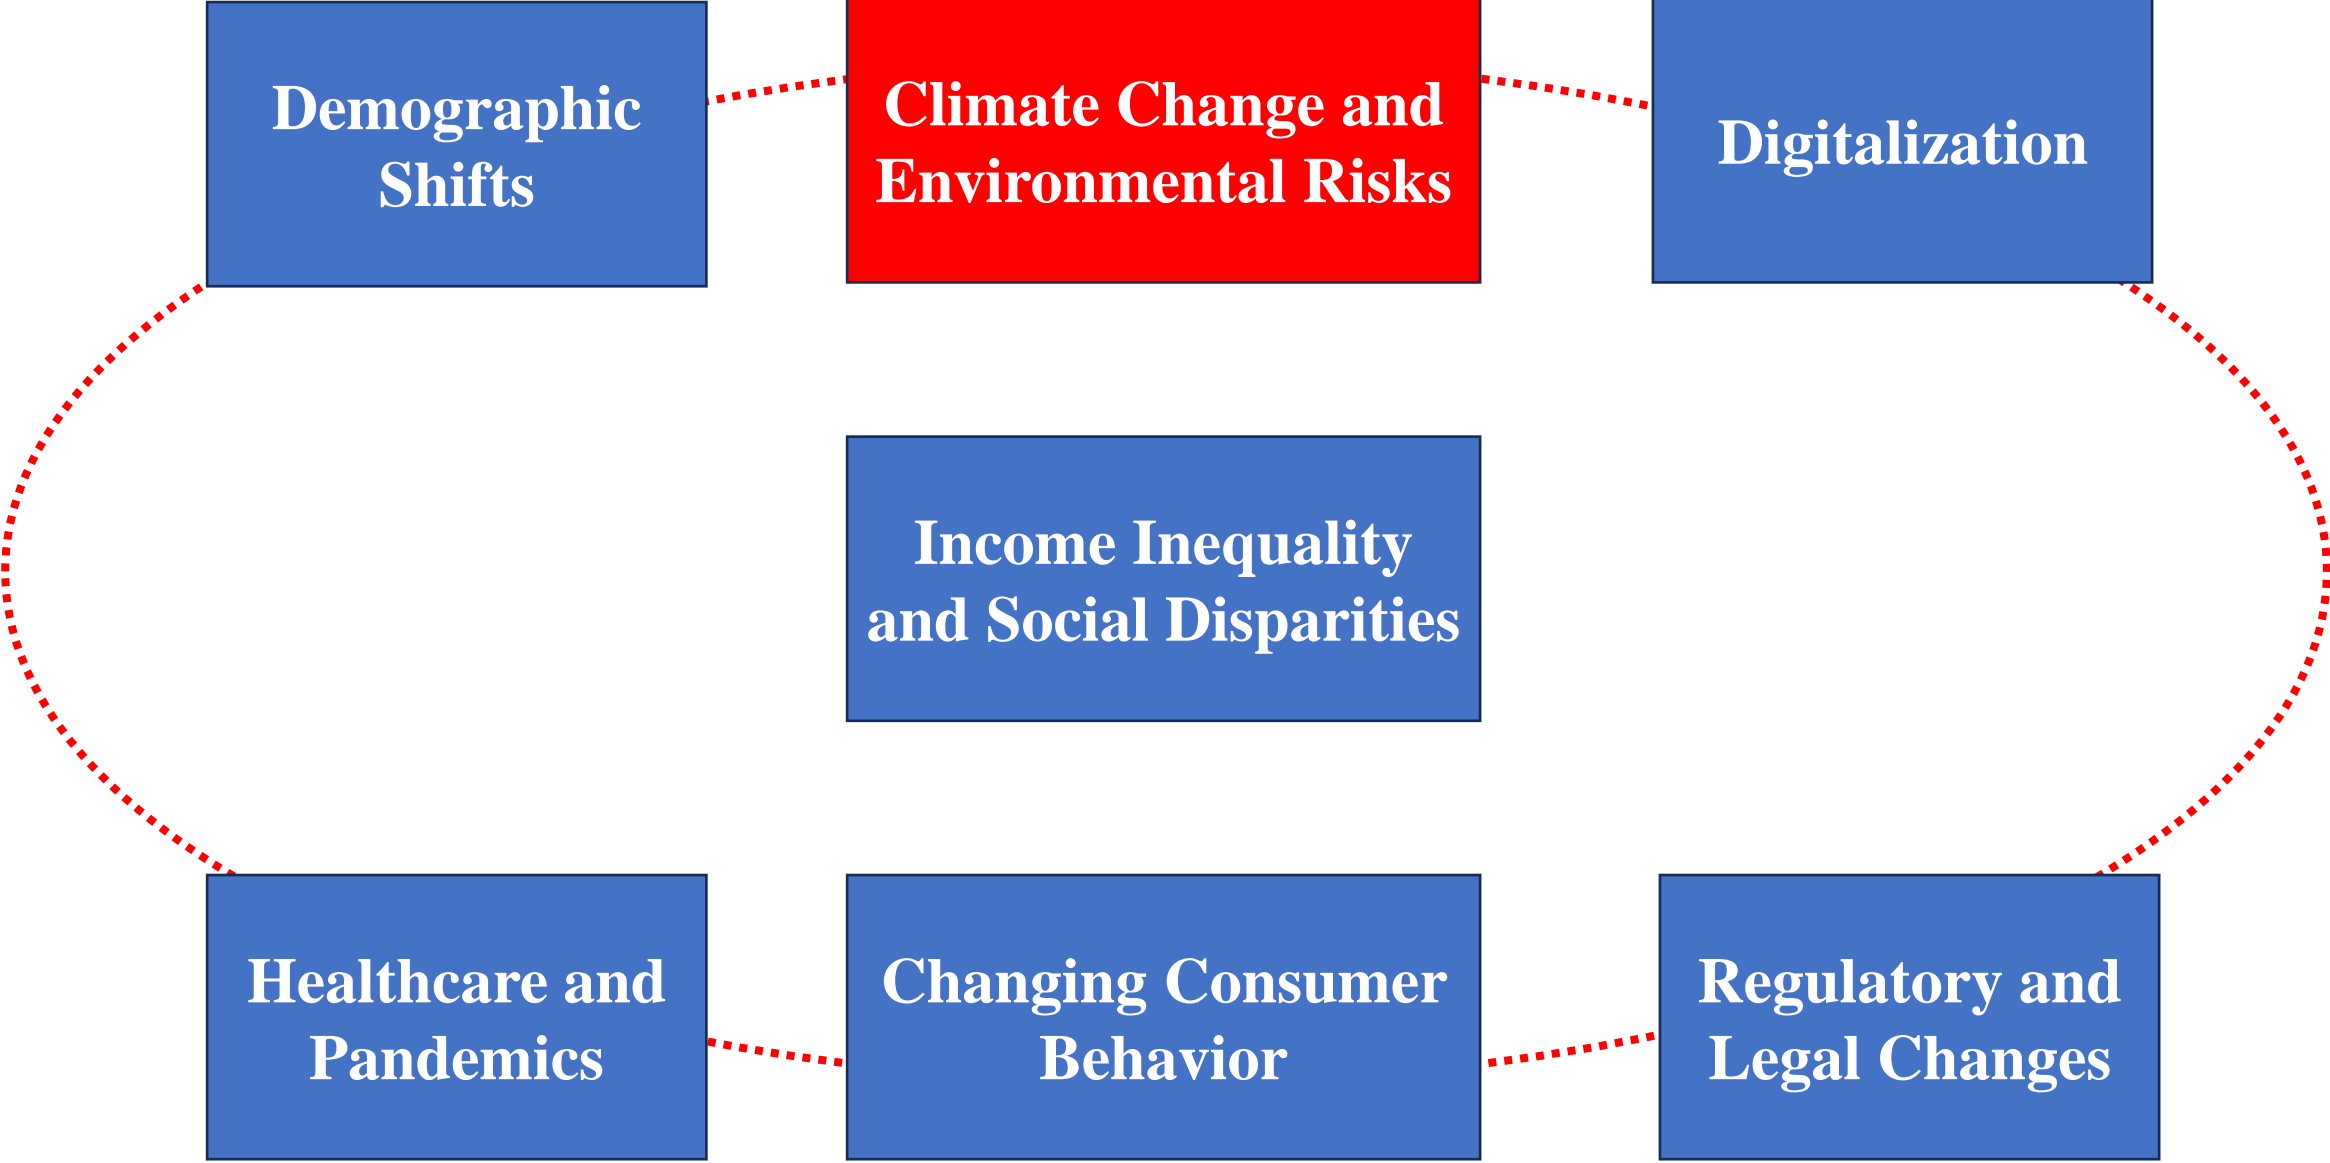 Demographic
Shifts
Climate Change and
Environmental Risks
Digitalization
Income Inequality
and Social Disparities
Healthcare and
Pandemics
Changing Consumer
Behavior
Regulatory and
Legal Changes